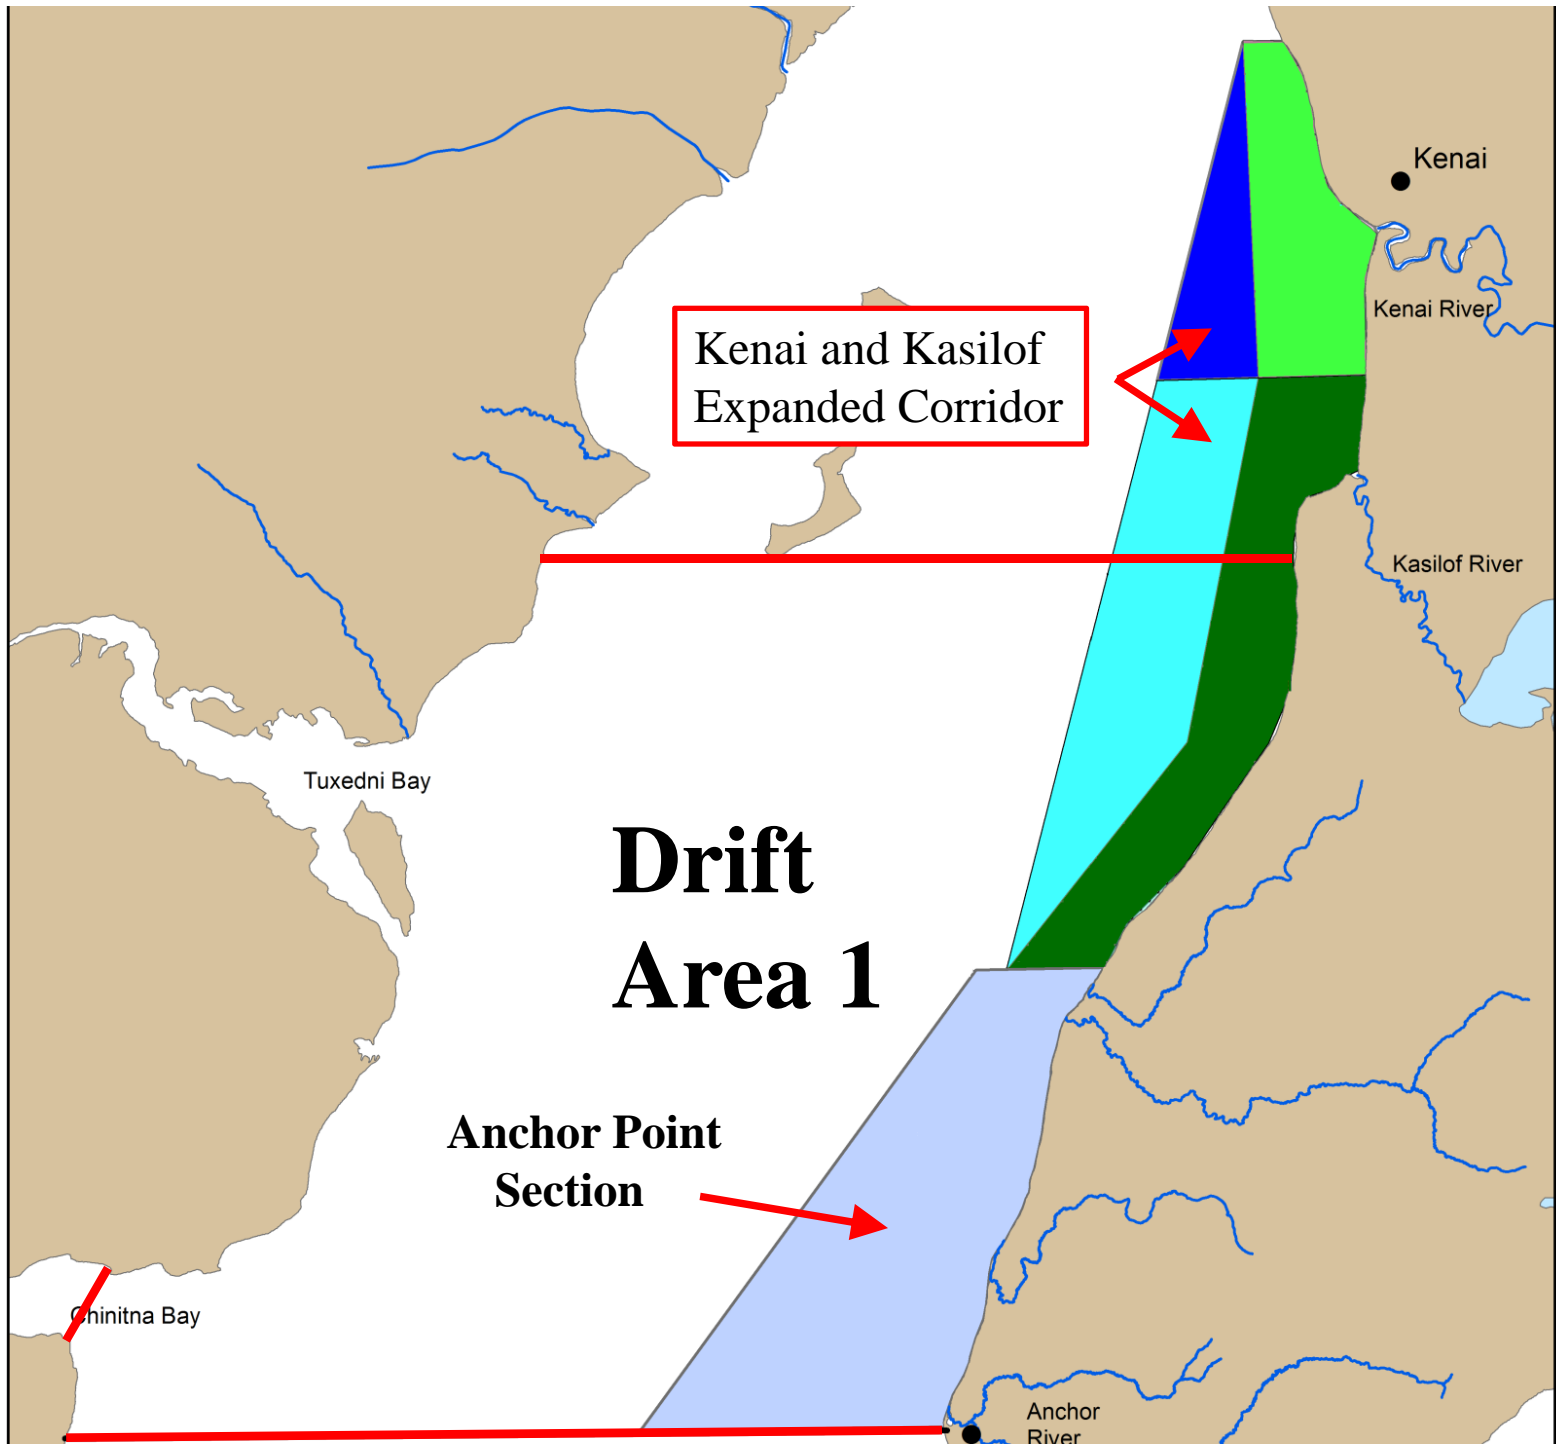 Kenai
Kenai River
Kenai and Kasilof
Expanded Corridor
Kasilof River
Tuxedni Bay
Drift
Area 1
Anchor Point
Section
Chinitna Bay
Anchor
River